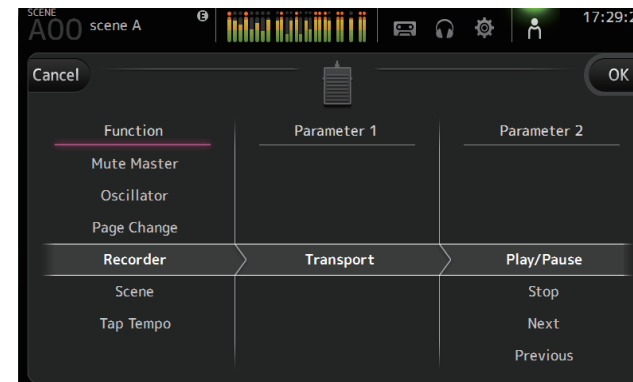 SCENE
A00 scene A E 17:29:2
Cancel OK
Function Parameter 1 Parameter 2
Mute Master
Oscillator
Page Change
Recorder Transport Play/Pause
Scene Stop
Tap Tempo Next
Previous